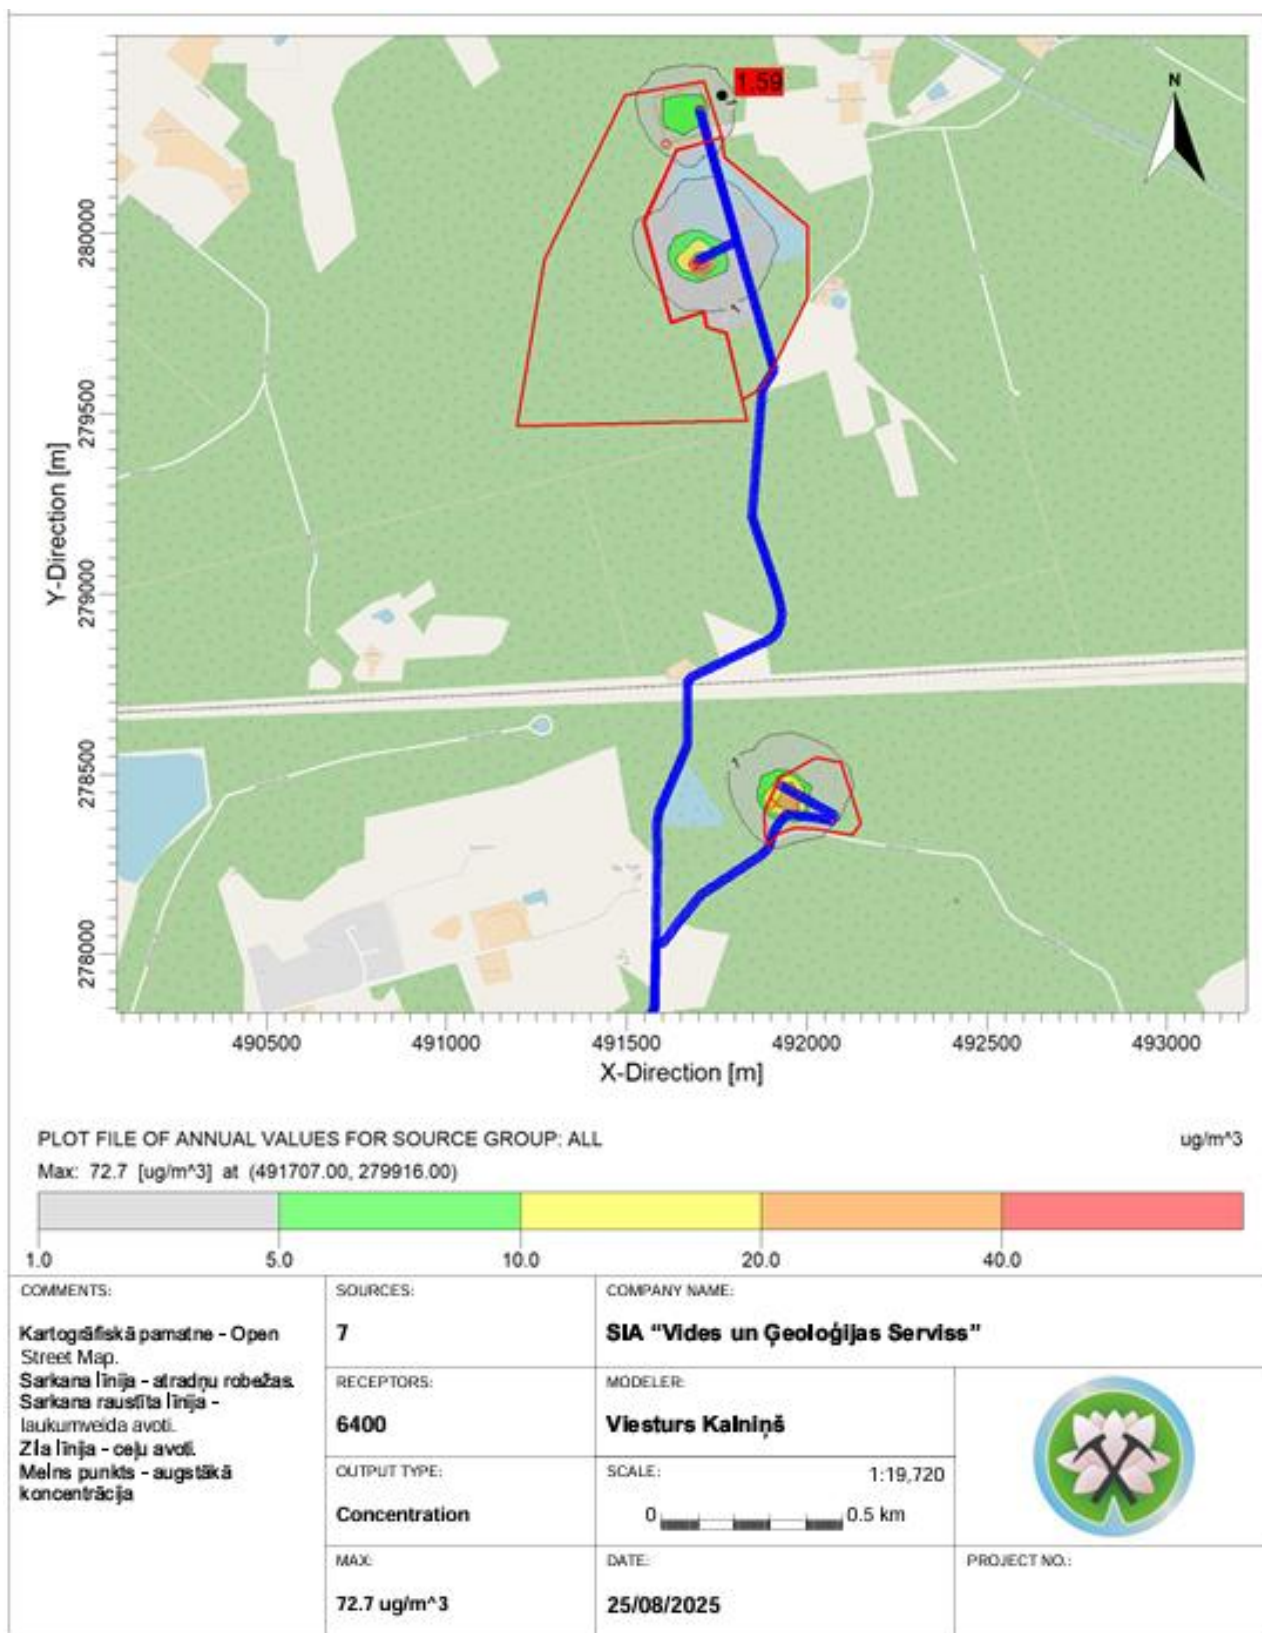 1.59
N
280000
279500
279000
278500
278000
Y-Direction [m]
490500 491000 491500 492000 492500 493000
X-Direction [m]
PLOT FILE OF ANNUAL VALUES FOR SOURCE GROUP: ALL
ug/m^3
Max: 72.7 [ug/m^3] at (491707.00, 279916.00)
1.0 5.0 10.0 20.0 40.0
COMMENTS:
Kartogrāfiskā pamatne - Open
Street Map.
Sarkana līnija - atradņu robežas.
Sarkana raustīta līnija -
laukumveida avoti.
Zila līnija - ceļu avoti.
Melns punkts - augstākā
koncentrācija
SOURCES:
7
COMPANY NAME:
SIA "Vides un Ģeoloģijas Serviss"
RECEPTORS:
6400
MODELER:
Viesturs Kalniņš
OUTPUT TYPE:
Concentration
SCALE:
1:19,720
0 0.5 km
MAX:
72.7 ug/m^3
DATE:
25/08/2025
PROJECT NO.: